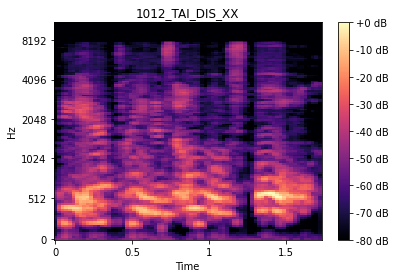 1012_TAI_DIS_XX
8192
4096
2048
1024
512
0
Hz
0
0.5
1
1.5
Time
+0 dB
-10 dB
-20 dB
-30 dB
-40 dB
-50 dB
-60 dB
-70 dB
-80 dB